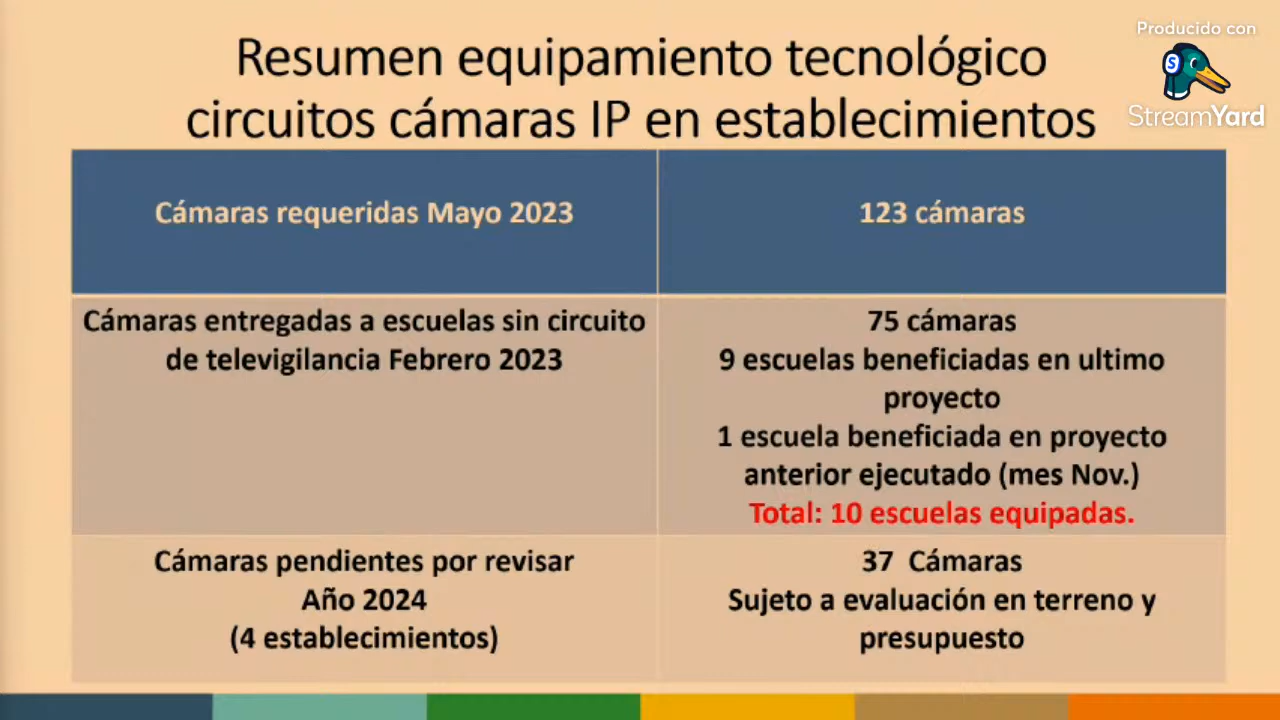 Producido con
StreamYard
Resumen equipamiento tecnológico
circuitos cámaras IP en establecimientos
Cámaras requeridas Mayo 2023
123 cámaras
Cámaras entregadas a escuelas sin circuito
de televigilancia Febrero 2023
75 cámaras
9 escuelas beneficiadas en ultimo
proyecto
1 escuela beneficiada en proyecto
anterior ejecutado (mes Nov.)
Total: 10 escuelas equipadas.
Cámaras pendientes por revisar
Año 2024
(4 establecimientos)
37 Cámaras
Sujeto a evaluación en terreno y
presupuesto